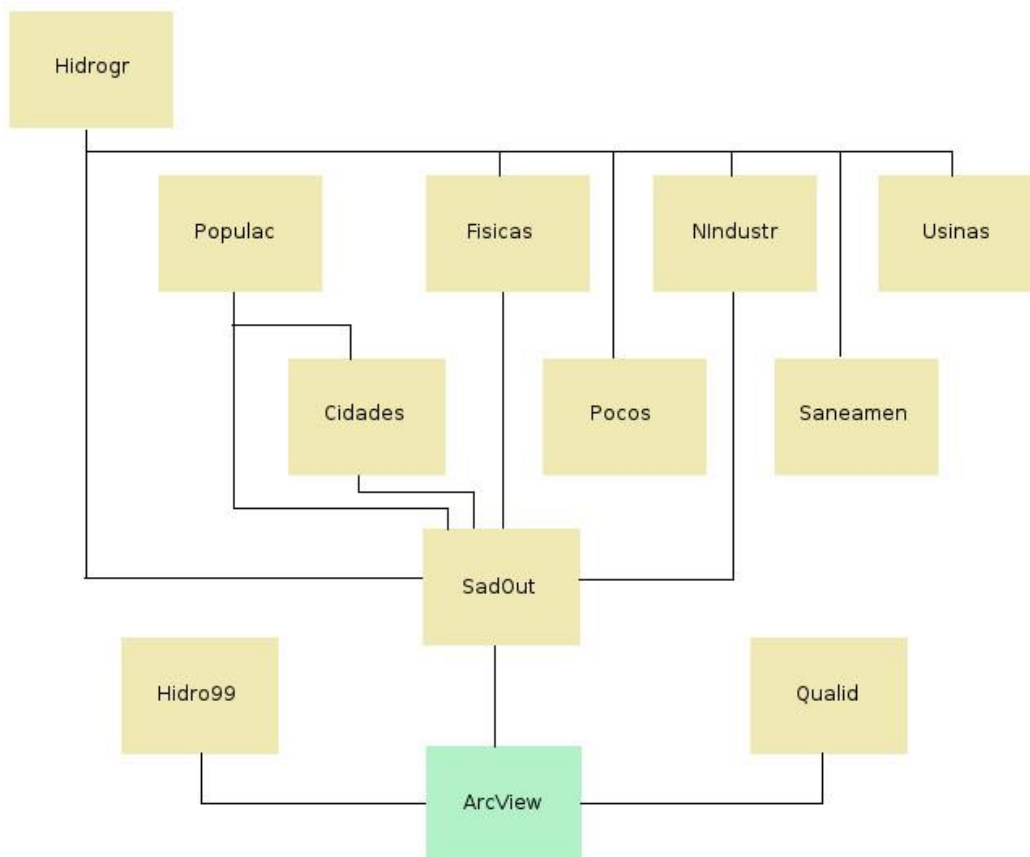 Hidrogr
Populac
Fisicas
NIndustr
Usinas
Cidades
Pocos
Saneamen
SadOut
Hidro99
Qualid
ArcView